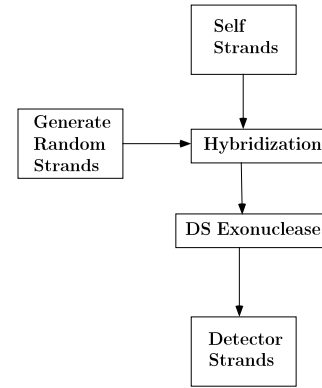 Self
Strands
Generate
Random
Strands
Hybridization
DS Exonuclease
Detector
Strands